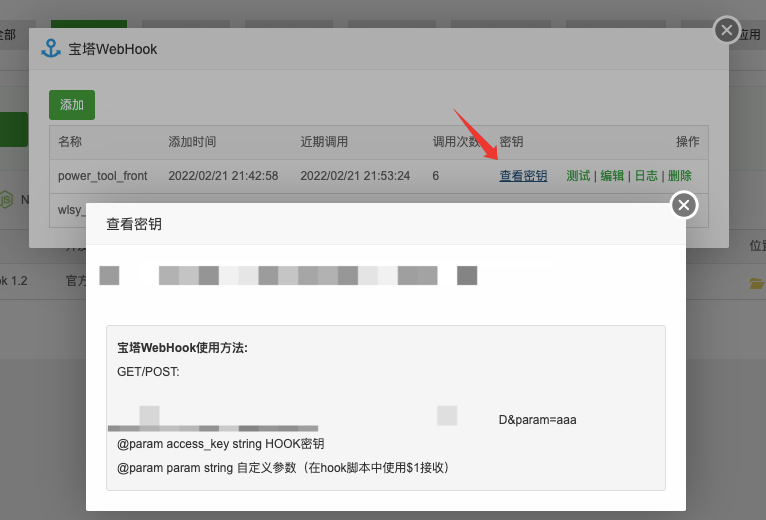 全部
应用
宝塔WebHook
添加
名称 添加时间 近期调用 调用次数 密钥 操作
power_tool_front 2022/02/21 21:42:58 2022/02/21 21:53:24 6 查看密钥 测试 | 编辑 | 日志 | 删除
wlsy_
查看密钥
位置
ok 1.2 官方
宝塔WebHook使用方法:
GET/POST:
D&param=aaa
@param access_key string HOOK密钥
@param param string 自定义参数（在hook脚本中使用$1接收）